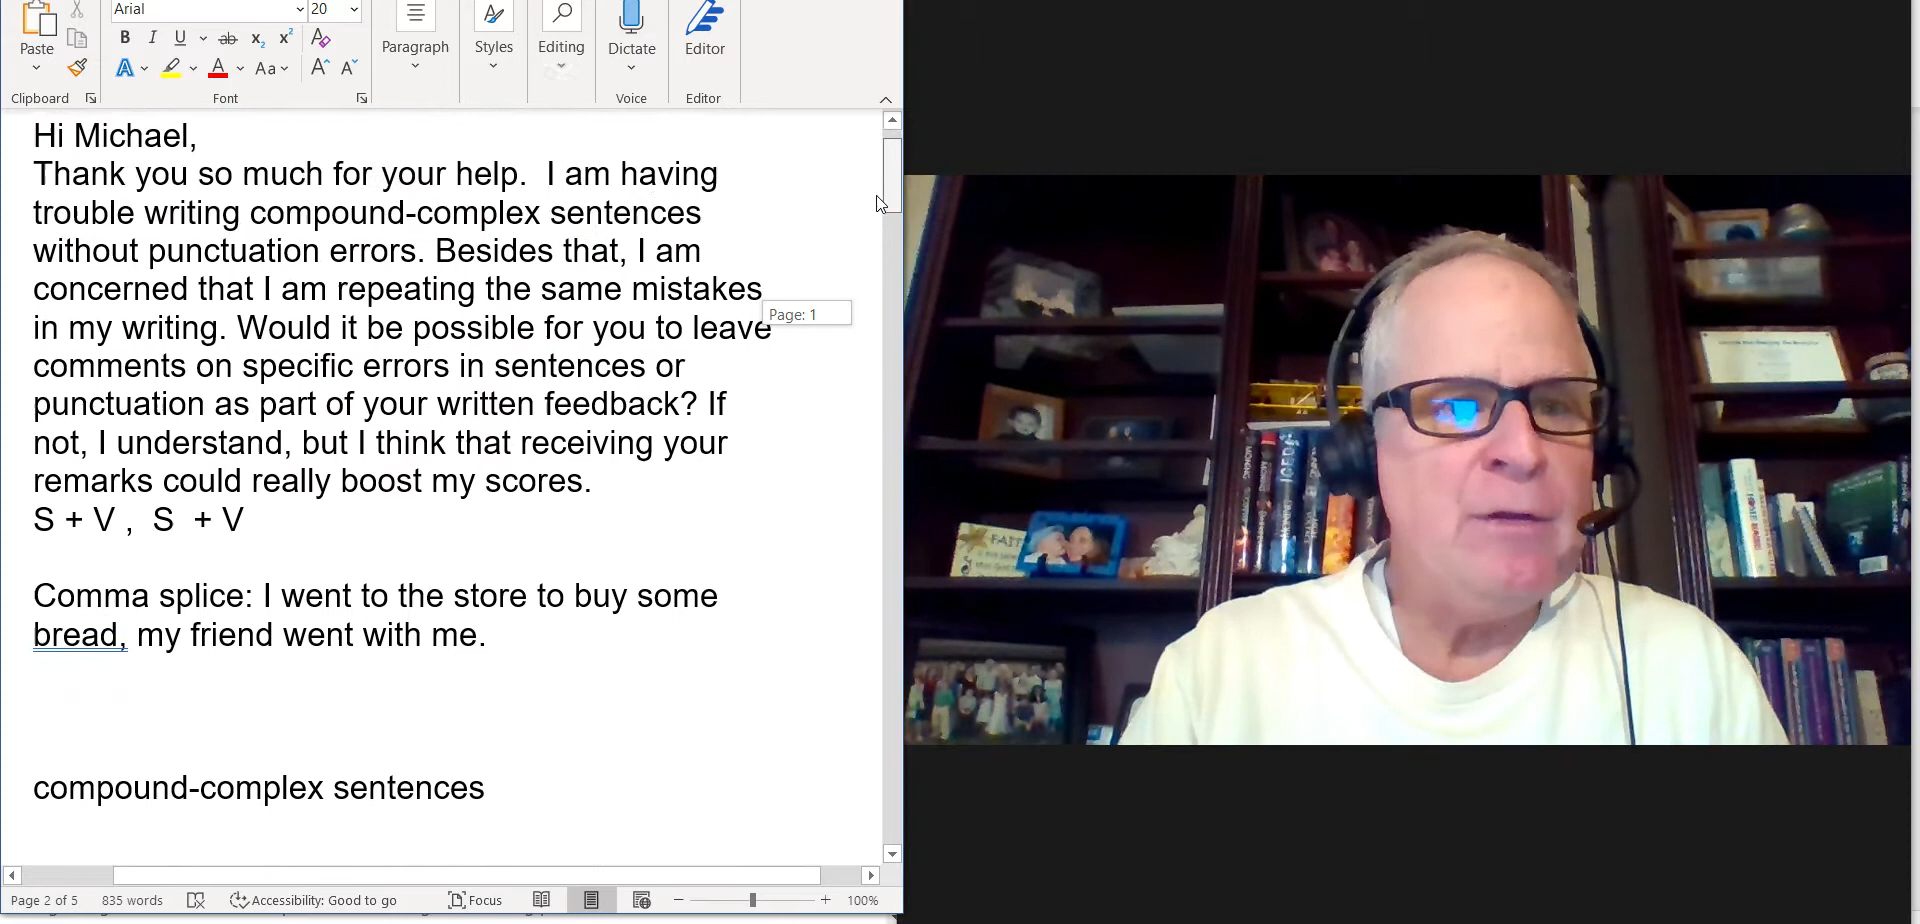 Arial
20
Paste
B I U ab x₂ x²
A A Aa A A
Clipboard
Font
Paragraph
Styles
Editing
Dictate
Voice
Editor
Editor
Hi Michael,
Thank you so much for your help.  I am having
trouble writing compound-complex sentences
without punctuation errors. Besides that, I am
concerned that I am repeating the same mistakes
in my writing. Would it be possible for you to leave
comments on specific errors in sentences or
punctuation as part of your written feedback? If
not, I understand, but I think that receiving your
remarks could really boost my scores.
S + V ,  S  + V
Comma splice: I went to the store to buy some
bread, my friend went with me.
compound-complex sentences
Page: 1
Page 2 of 5
835 words
Accessibility: Good to go
Focus
100%
FAITH